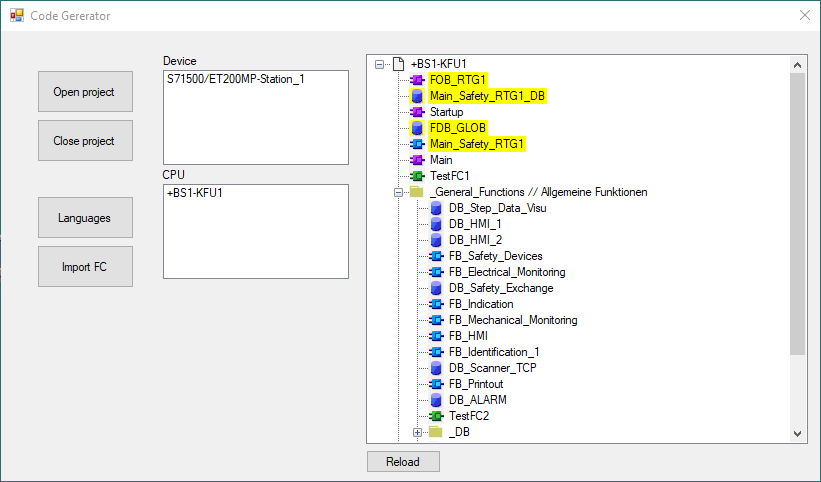 Code Gererator
Device
S71500/ET200MP-Station_1
Open project
Close project
CPU
+BS1-KFU1
Languages
Import FC
+BS1-KFU1
FOB_RTG1
Main_Safety_RTG1_DB
Startup
FDB_GLOB
Main_Safety_RTG1
Main
TestFC1
_General_Functions // Allgemeine Funktionen
DB_Step_Data_Visu
DB_HMI_1
DB_HMI_2
FB_Safety_Devices
FB_Electrical_Monitoring
DB_Safety_Exchange
FB_Indication
FB_Mechanical_Monitoring
FB_HMI
FB_Identification_1
DB_Scanner_TCP
FB_Printout
DB_ALARM
TestFC2
_DB
Reload